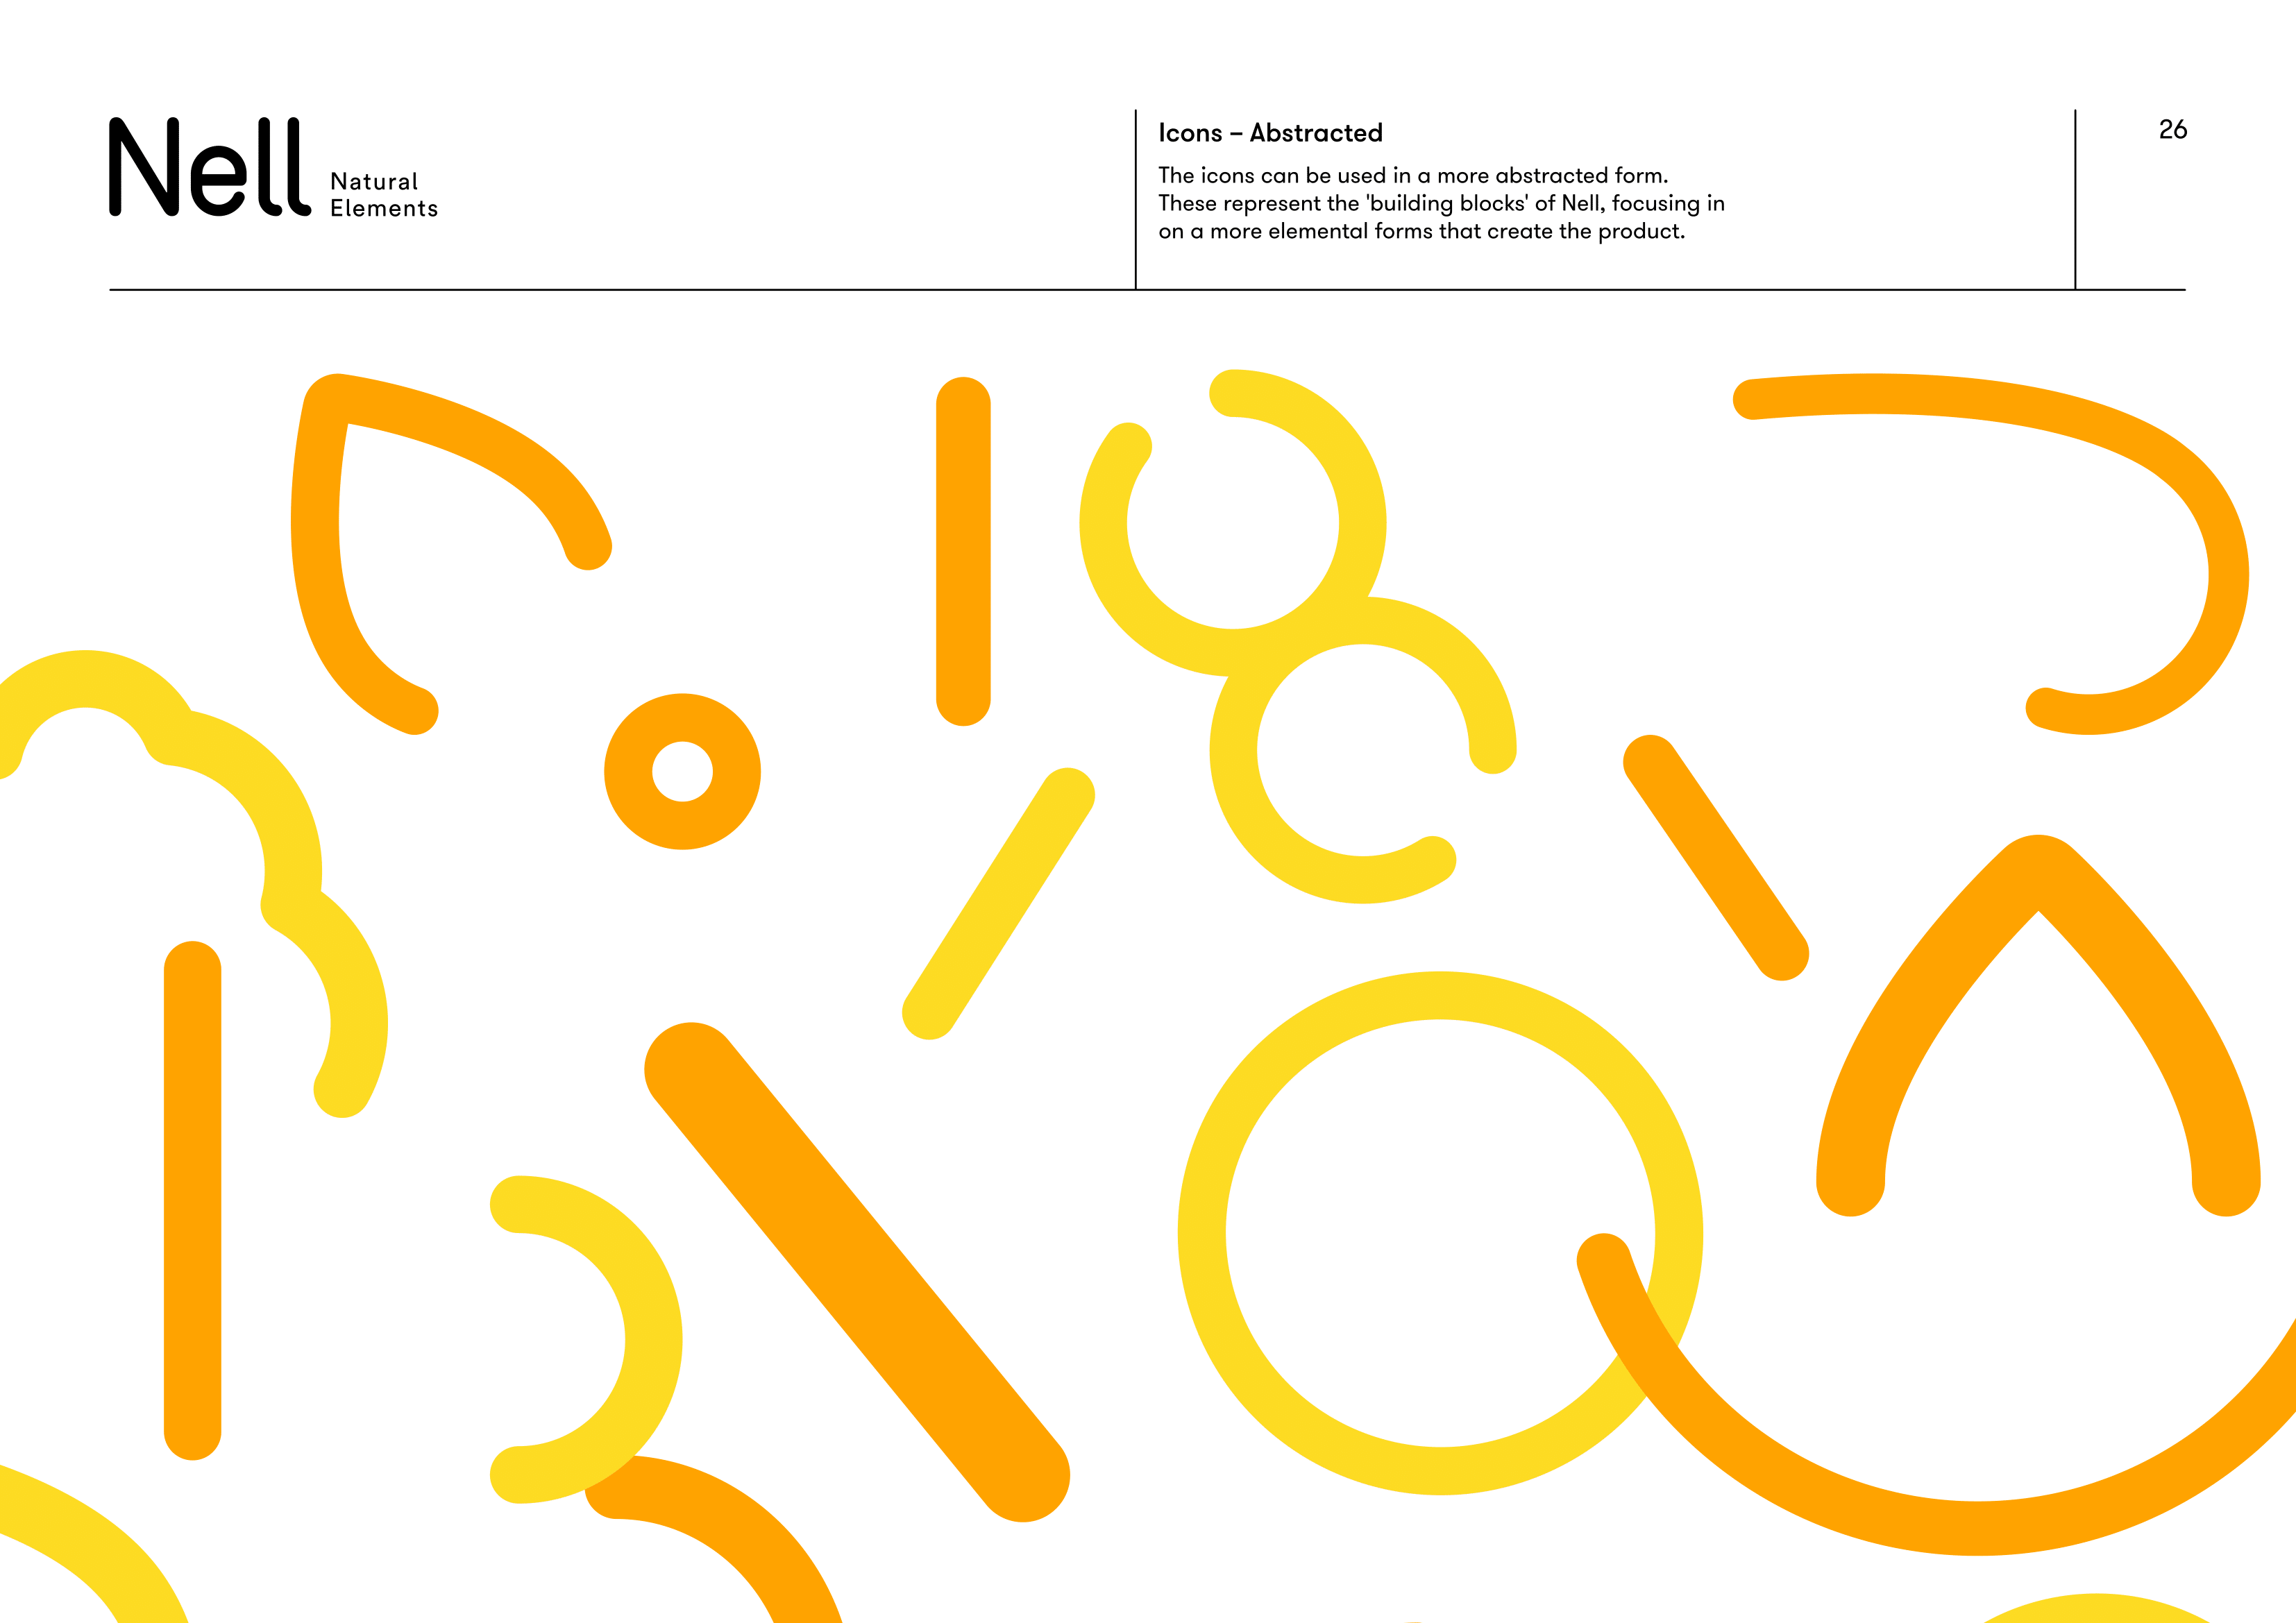 Nell
Natural
Elements
Icons – Abstracted
The icons can be used in a more abstracted form.
These represent the 'building blocks' of Nell, focusing in
on a more elemental forms that create the product.
26